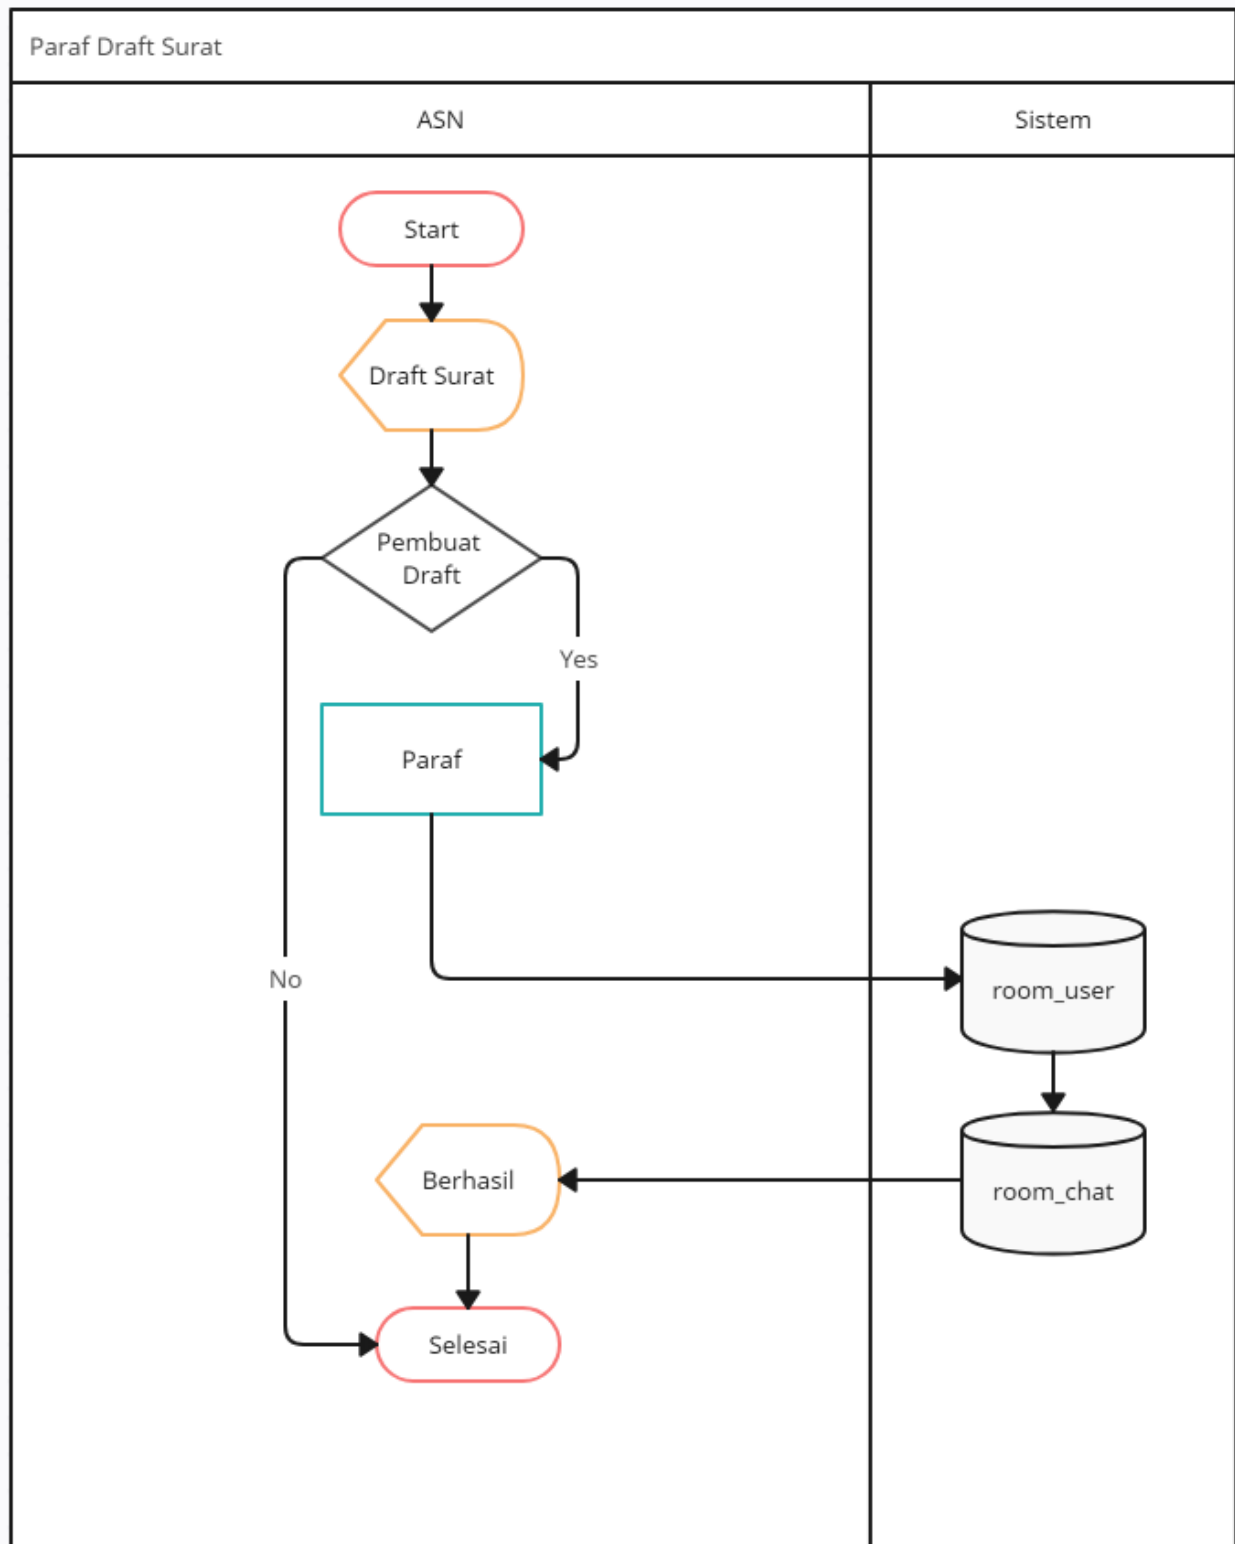 Paraf Draft Surat
ASN
Sistem
Start
Draft Surat
Pembuat
Draft
Yes
Paraf
No
room_user
Berhasil
room_chat
Selesai